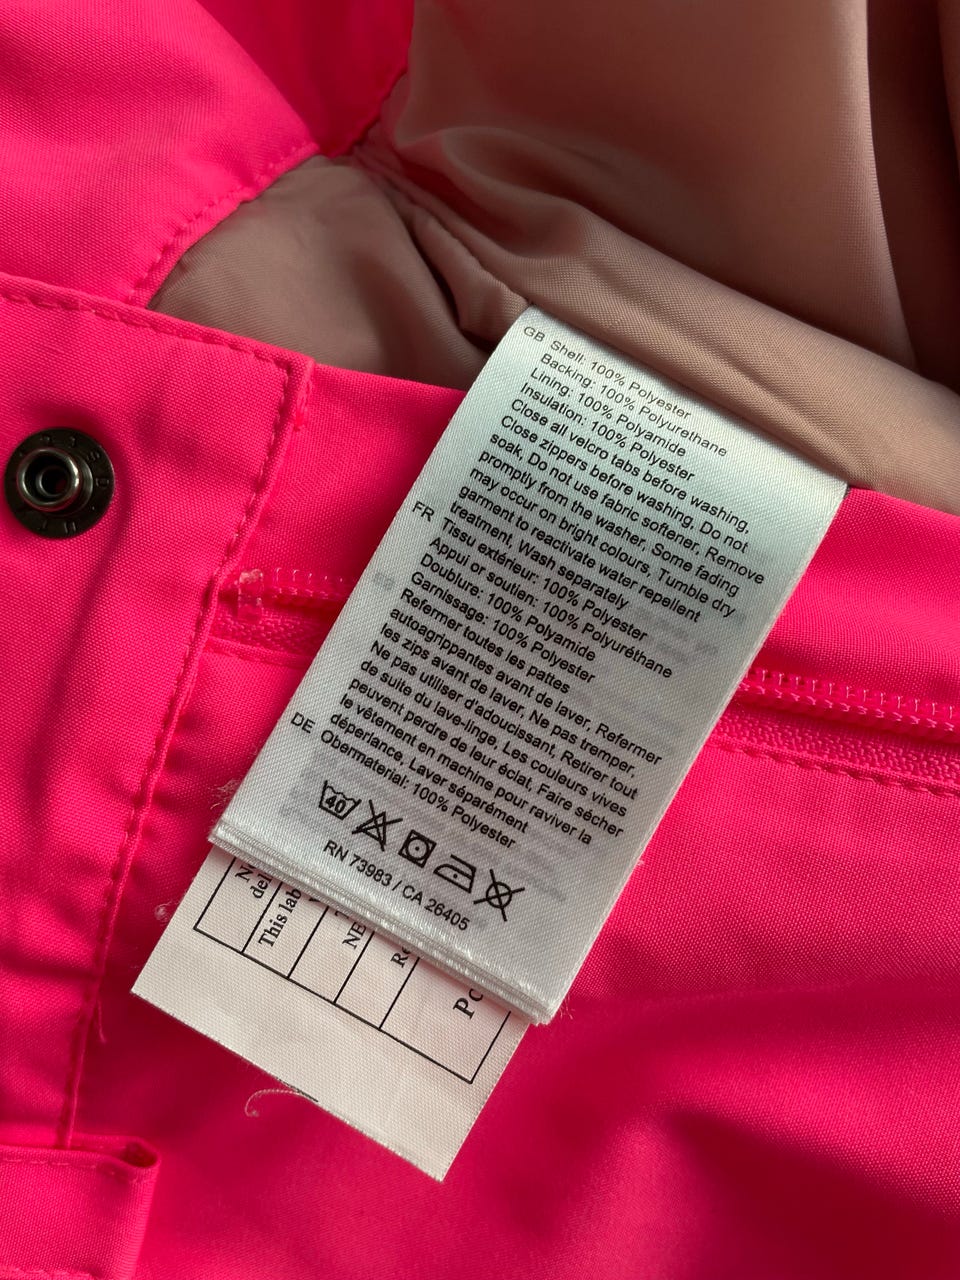 GB Shell: 100% Polyester
Backing: 100% Polyurethane
Lining: 100% Polyamide
Insulation: 100% Polyester
Close all velcro tabs before washing,
Close zippers before washing, Do not
soak, Do not use fabric softener, Remove
promptly from the washer, Some fading
may occur on bright colours, Tumble dry
garment to reactivate water repellent
treatment, Wash separately
FR Tissu extérieur: 100% Polyester
Appui or soutien: 100% Polyuréthane
Doublure: 100% Polyamide
Garnissage: 100% Polyester
Refermer toutes les pattes
autoagrippantes avant de laver, Refermer
les zips avant de laver, Ne pas tremper,
Ne pas utiliser d'adoucissant, Retirer tout
de suite du lave-linge, Les couleurs vives
peuvent perdre de leur éclat, Faire sécher
le vêtement en machine pour raviver la
déperlance, Laver séparément
DE Obermaterial: 100% Polyester
40
RN 73983 / CA 26405
This
NE